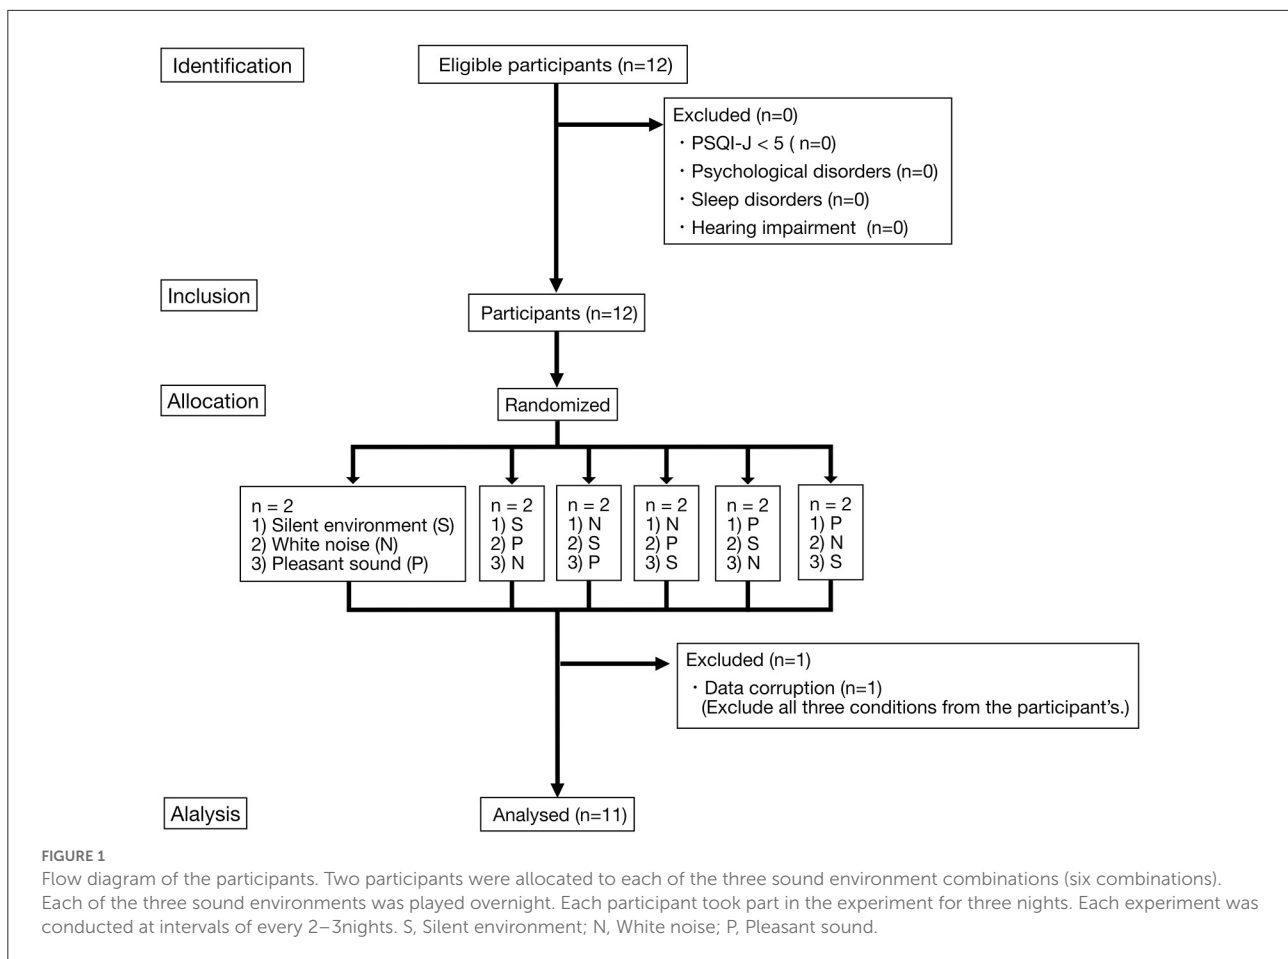 Identification
Eligible participants (n=12)
Excluded (n=0)
・PSQI-J < 5 ( n=0)
・Psychological disorders (n=0)
・Sleep disorders (n=0)
・Hearing impairment (n=0)
Inclusion
Participants (n=12)
Allocation
Randomized
n = 2
1) Silent environment (S)
2) White noise (N)
3) Pleasant sound (P)
n = 2
1) S
2) P
3) N
n = 2
1) N
2) S
3) P
n = 2
1) N
2) P
3) S
n = 2
1) P
2) S
3) N
n = 2
1) P
2) N
3) S
Excluded (n=1)
・Data corruption (n=1)
(Exclude all three conditions from the participant's.)
Alalysis
Analysed (n=11)
FIGURE 1
Flow diagram of the participants. Two participants were allocated to each of the three sound environment combinations (six combinations).
Each of the three sound environments was played overnight. Each participant took part in the experiment for three nights. Each experiment was
conducted at intervals of every 2–3nights. S, Silent environment; N, White noise; P, Pleasant sound.